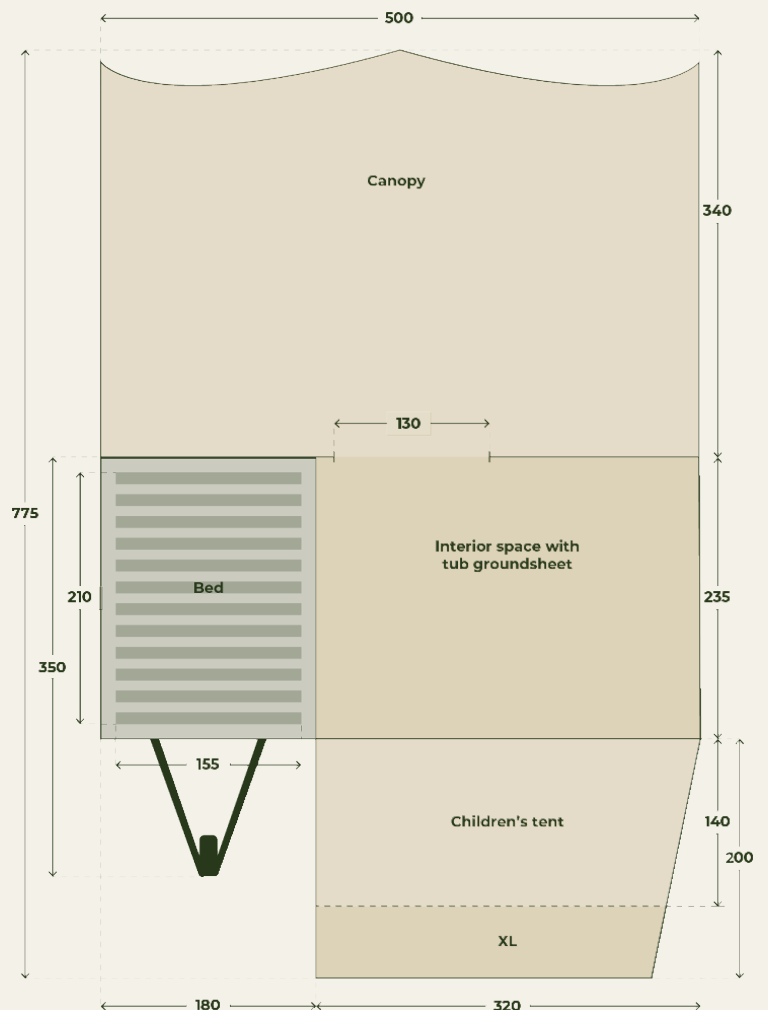 500
Canopy
340
130
775
Interior space with
tub groundsheet
Bed
210
235
350
155
Children's tent
140
200
XL
180
320